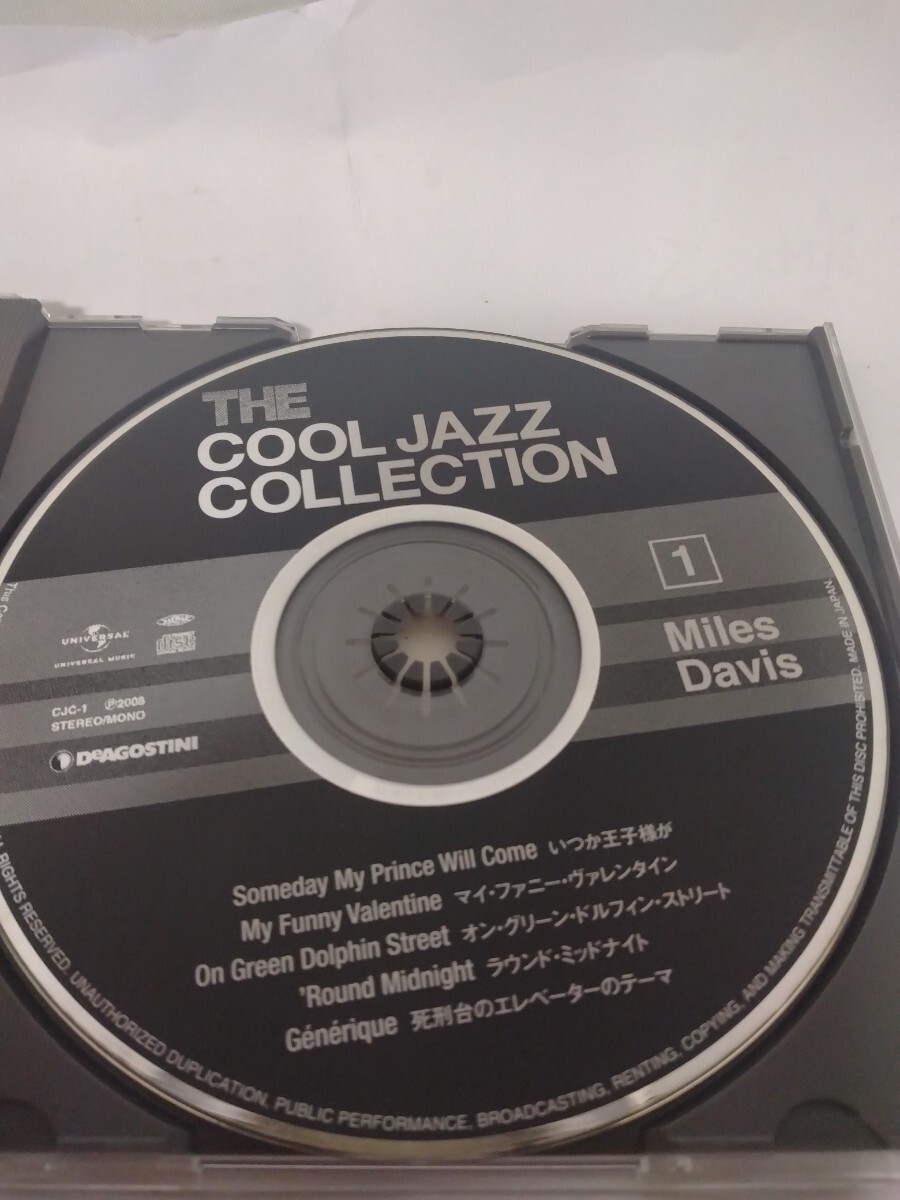 THE
COOL JAZZ
COLLECTION
1
Miles
Davis
UNIVERSAL
UNIVERSAL MUSIC
disc
CJC-1 Ⓟ2008
STEREO/MONO
DeAGOSTINI
Someday My Prince Will Come いつか王子様が
My Funny Valentine マイ・ファニー・ヴァレンタイン
On Green Dolphin Street オン・グリーン・ドルフィン・ストリート
'Round Midnight ラウンド・ミッドナイト
Générique 死刑台のエレベーターのテーマ
RIGHTS RESERVED. UNAUTHORIZED DUPLICATION, PUBLIC PERFORMANCE, BROADCASTING, RENTING, COPYING, AND MAKING TRANSMITTABLE OF THIS DISC PROHIBITED. MADE IN JAPAN.